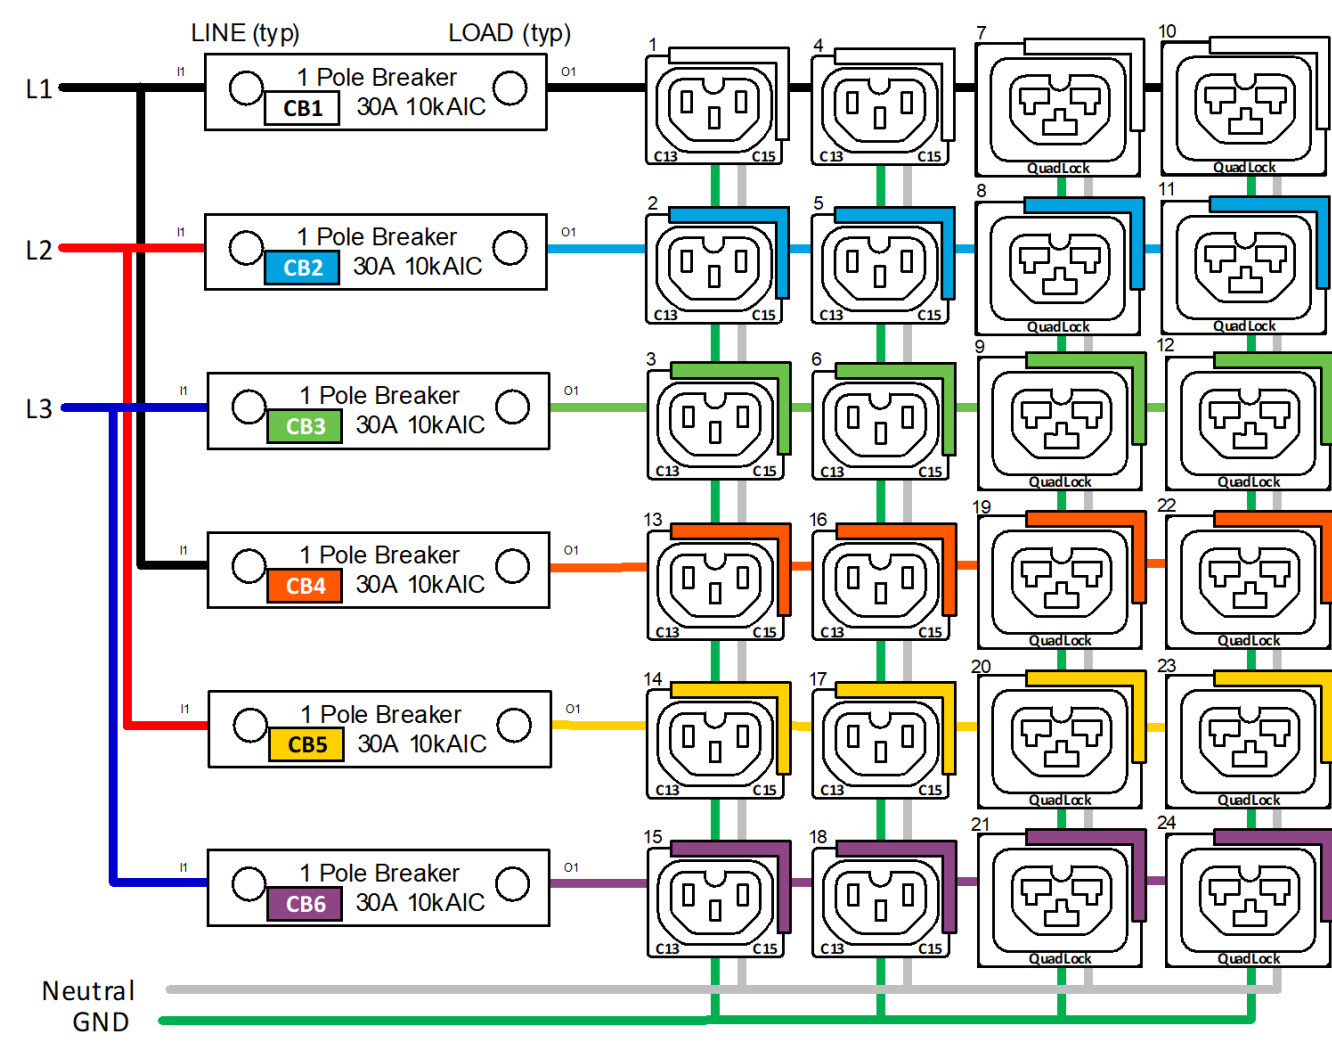 LINE (typ) LOAD (typ)
1 4 7 10
L1 I1 1 Pole Breaker O1
CB1 30A 10kAIC
C13 C15 C13 C15 QuadLock QuadLock
2 5 8 11
L2 I1 1 Pole Breaker O1
CB2 30A 10kAIC
C13 C15 C13 C15 QuadLock QuadLock
3 6 9 12
L3 I1 1 Pole Breaker O1
CB3 30A 10kAIC
C13 C15 C13 C15 QuadLock QuadLock
13 16 19 22
I1 1 Pole Breaker O1
CB4 30A 10kAIC
C13 C15 C13 C15 QuadLock QuadLock
14 17 20 23
I1 1 Pole Breaker O1
CB5 30A 10kAIC
C13 C15 C13 C15 QuadLock QuadLock
15 18 21 24
I1 1 Pole Breaker O1
CB6 30A 10kAIC
C13 C15 C13 C15 QuadLock QuadLock
Neutral
GND